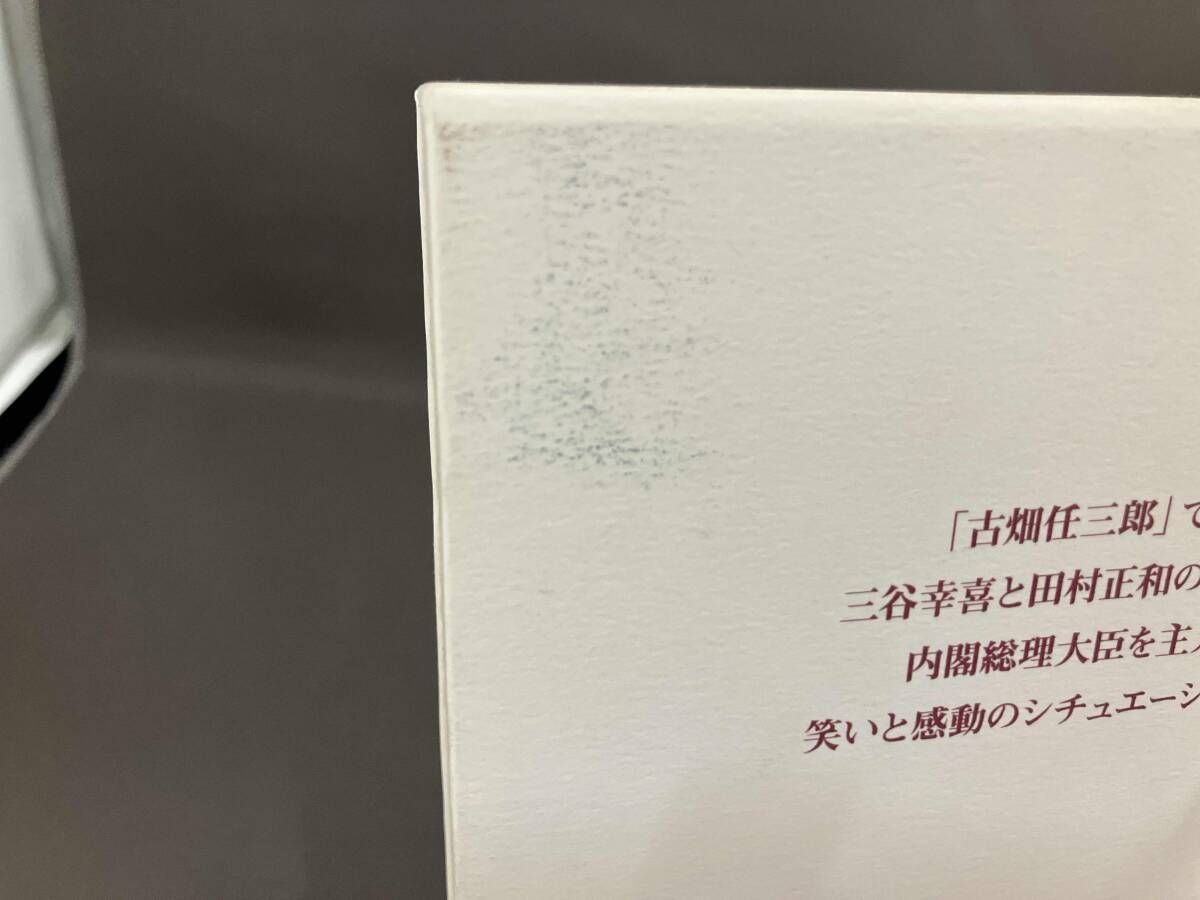 「古畑任三郎」で
三谷幸喜と田村正和の
内閣総理大臣を主人
笑いと感動のシチュエーシ